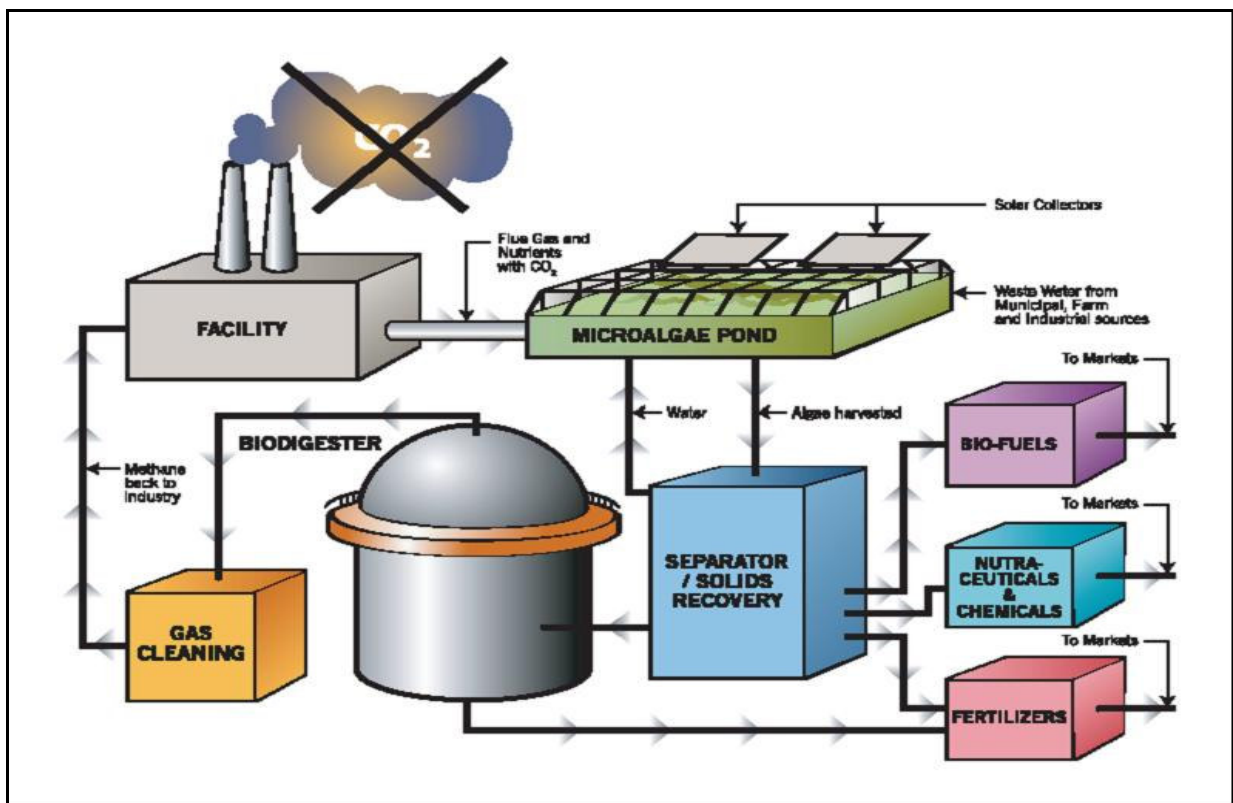 CO₂
Solar Collectors
Flue Gas and
Nutrients
with CO₂
Waste Water from
Municipal, Farm
and Industrial sources
FACILITY
MICROALGAE POND
To Markets
Water
Algae harvested
BIODIGESTER
BIO-FUELS
Methane
back to
Industry
To Markets
SEPARATOR
/ SOLIDS
RECOVERY
NUTRA-
CEUTICALS
&
CHEMICALS
GAS
CLEANING
To Markets
FERTILIZERS